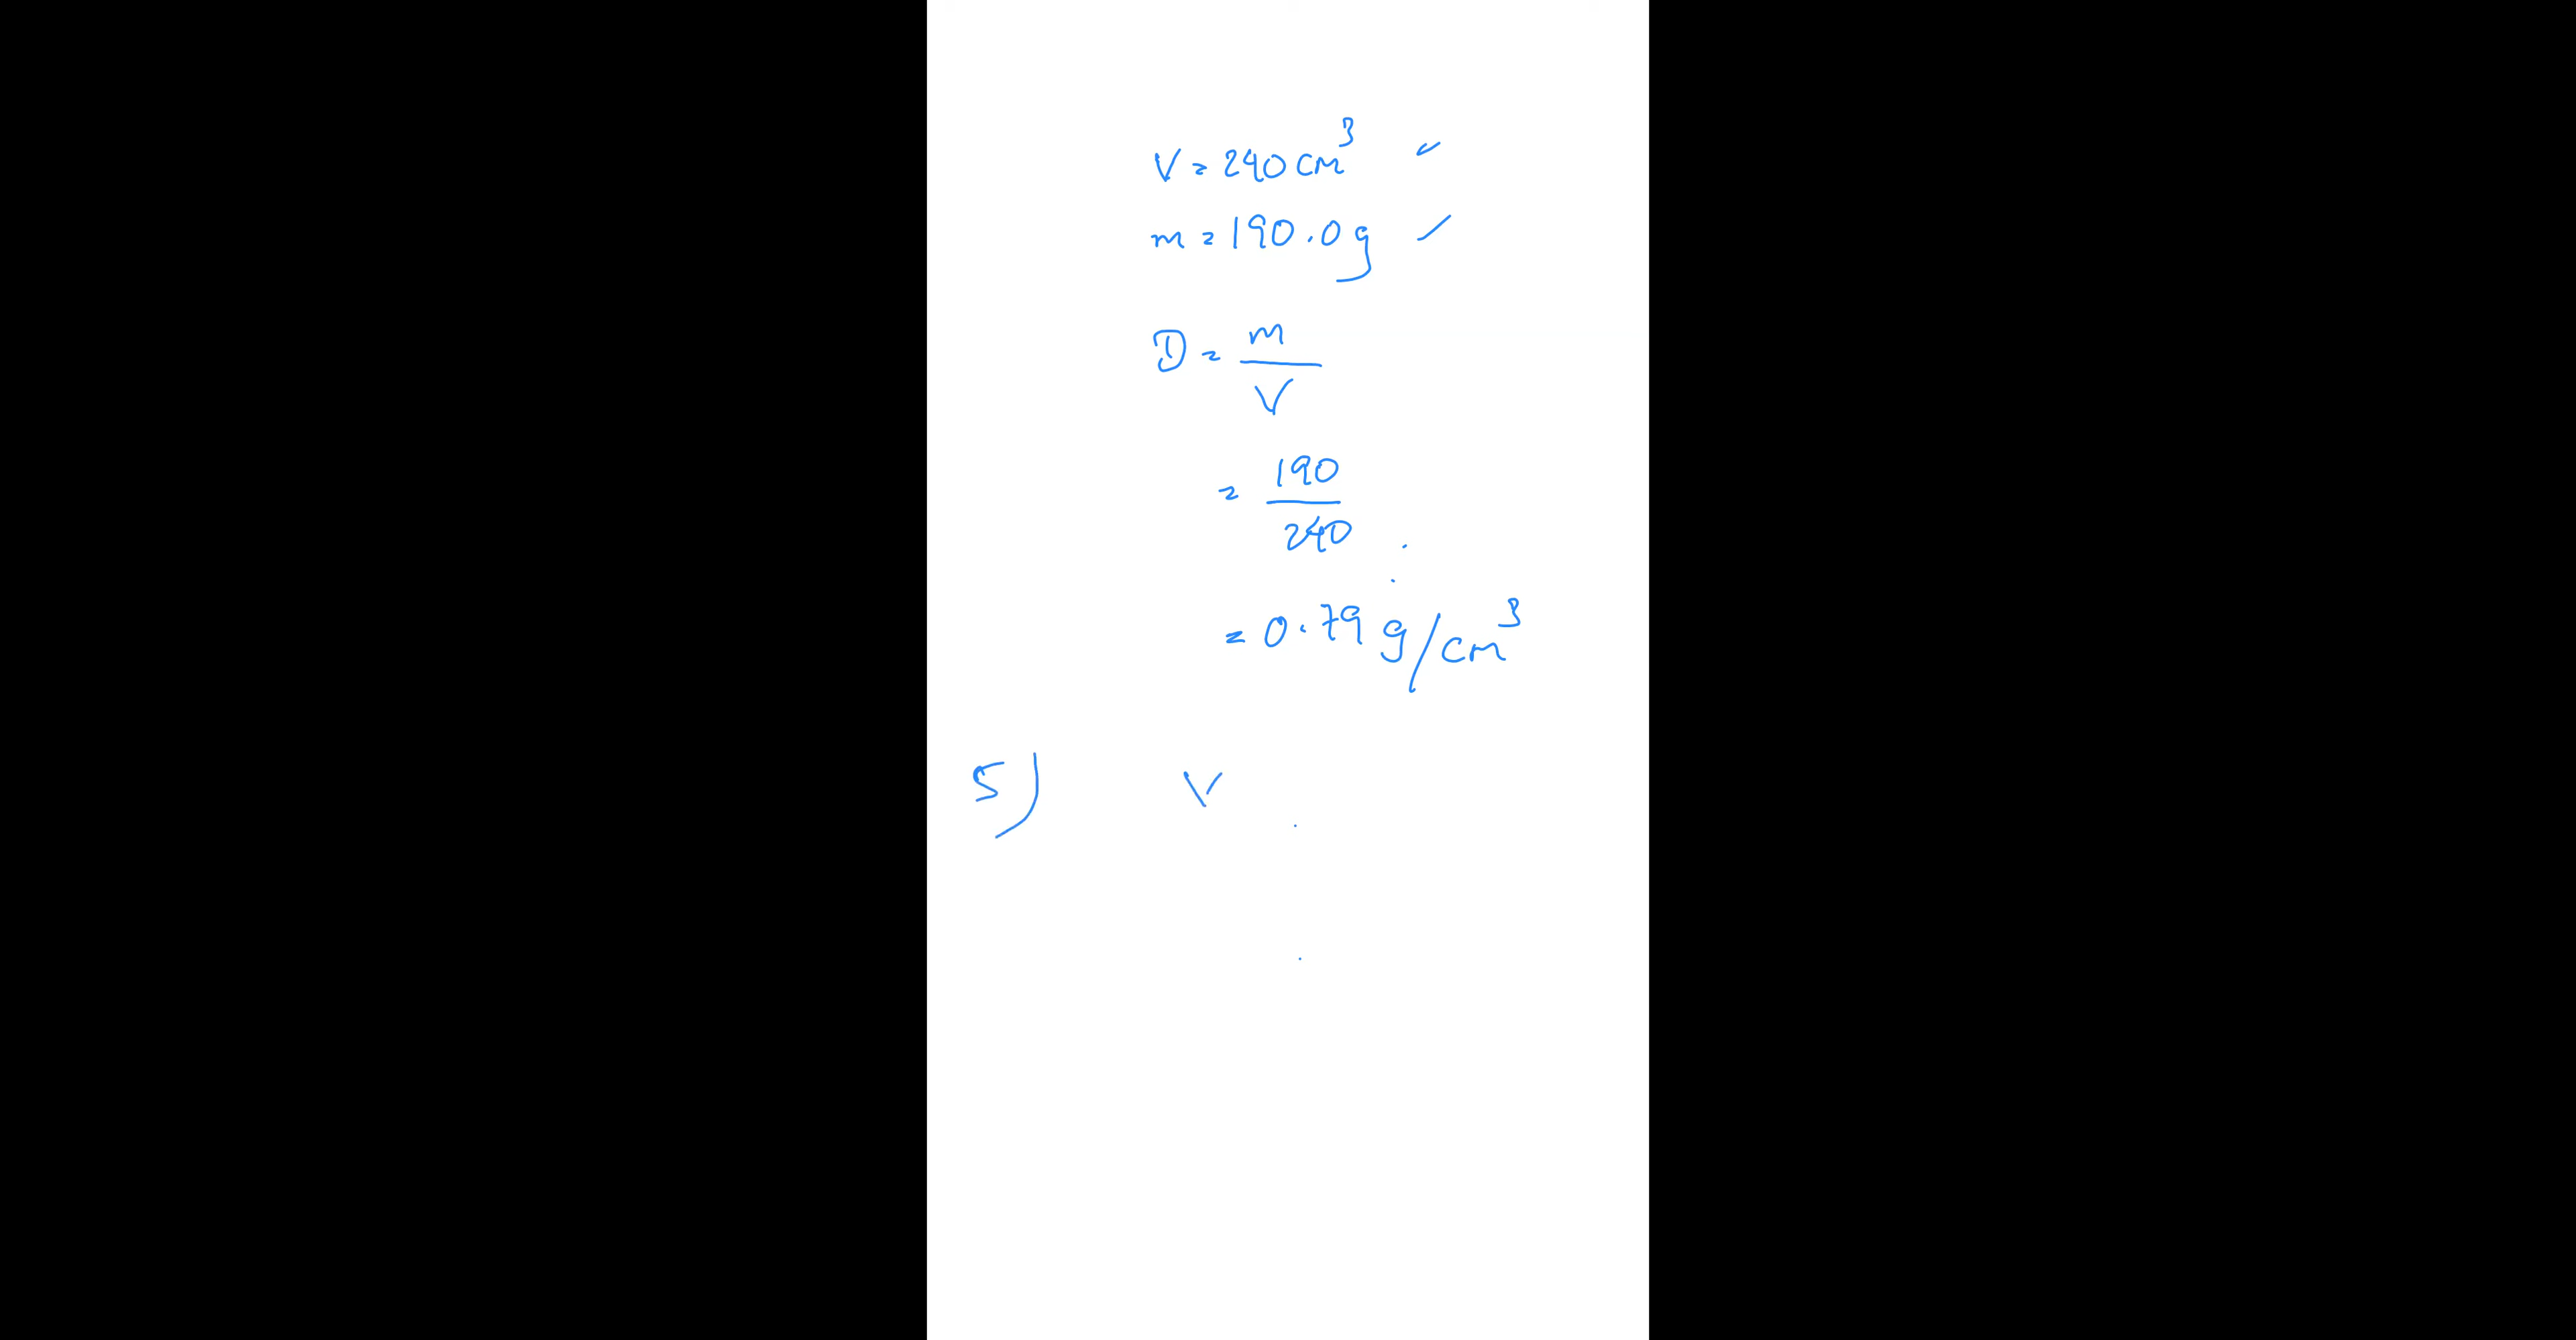 V = 240 cm³ ✓
m = 190.0 g ✓
D = m
V
= 190
240
= 0.79 g/cm³
5) V